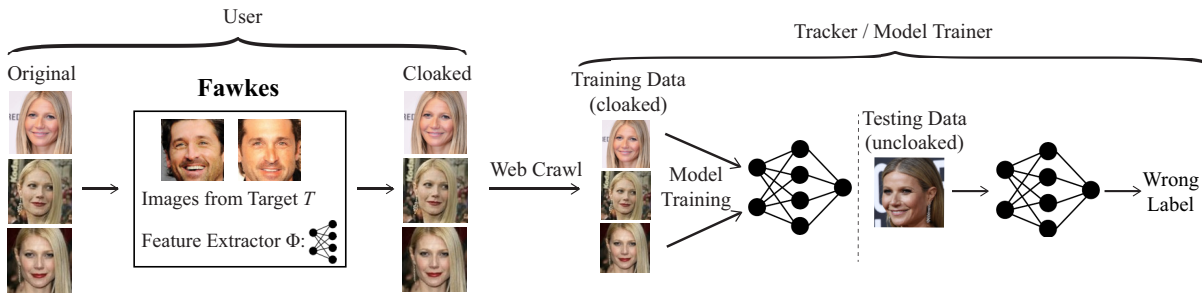 User
Tracker / Model Trainer
Original
Fawkes
Cloaked
Images from Target T
Feature Extractor Φ:
Web Crawl
Training Data
(cloaked)
Model
Training
Testing Data
(uncloaked)
Wrong
Label